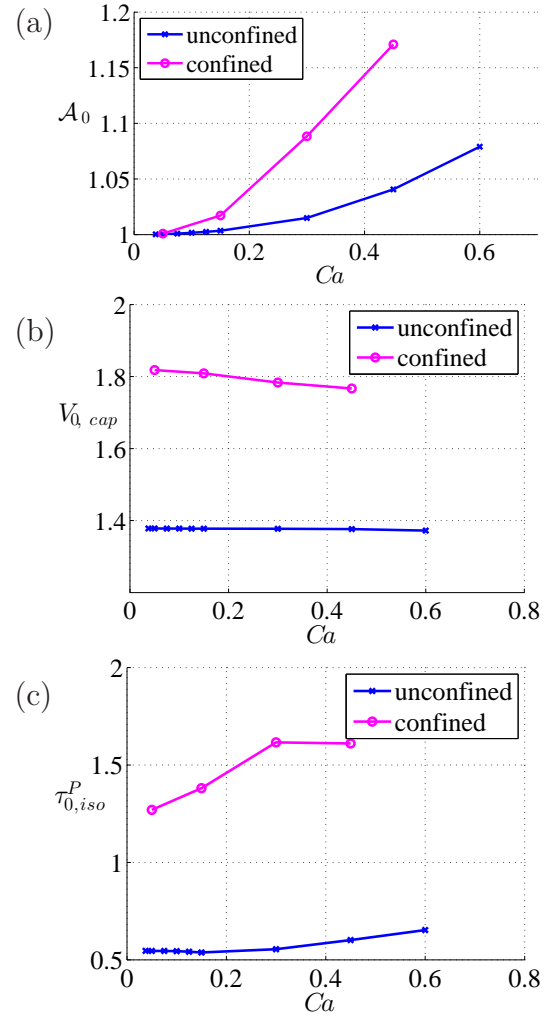 (a)
1.2
1.15
1.1
1.05
1
A0
unconfined
confined
0 0.2 0.4 0.6
Ca
(b)
2
1.8
1.6
1.4
V0, cap
unconfined
confined
0 0.2 0.4 0.6 0.8
Ca
(c)
2
1.5
1
0.5
τ^P_0,iso
unconfined
confined
0 0.2 0.4 0.6 0.8
Ca